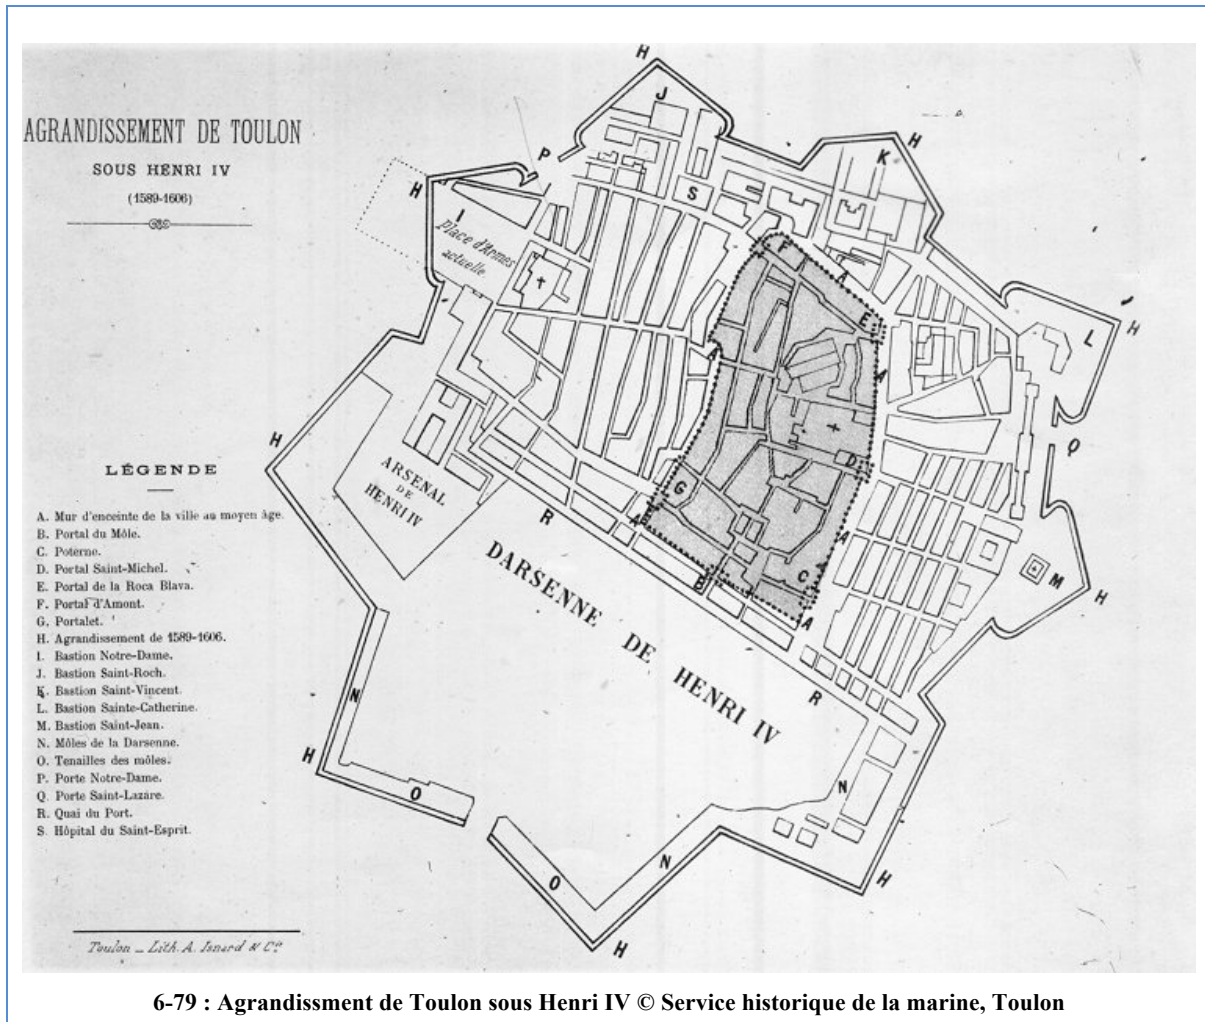 AGRANDISSEMENT DE TOULON
SOUS HENRI IV
(1589-1606)
LÉGENDE
A. Mur d'enceinte de la ville au moyen âge.
B. Portal du Môle.
C. Poterne.
D. Portal Saint-Michel.
E. Portal de la Roca Blava.
F. Portal d'Amont.
G. Portalet.
H. Agrandissement de 1589-1606.
I. Bastion Notre-Dame.
J. Bastion Saint-Roch.
K. Bastion Saint-Vincent.
L. Bastion Sainte-Catherine.
M. Bastion Saint-Jean.
N. Môles de la Darsenne.
O. Tenailles des môles.
P. Porte Notre-Dame.
Q. Porte Saint-Lazare.
R. Quai du Port.
S. Hôpital du Saint-Esprit.
Toulon _ Lith. A. Isnard & Cie
H
J
P
H
K
H
I
S
place d'Armes
actuelle
F
A
E
L
H
A
A
H
Q
D
G
ARSENAL
DE
HENRI IV
R
A
A
DARSENNE DE HENRI IV
B
C
M
H
A
R
N
H
O
N
N
O
H
H
6-79 : Agrandissment de Toulon sous Henri IV © Service historique de la marine, Toulon